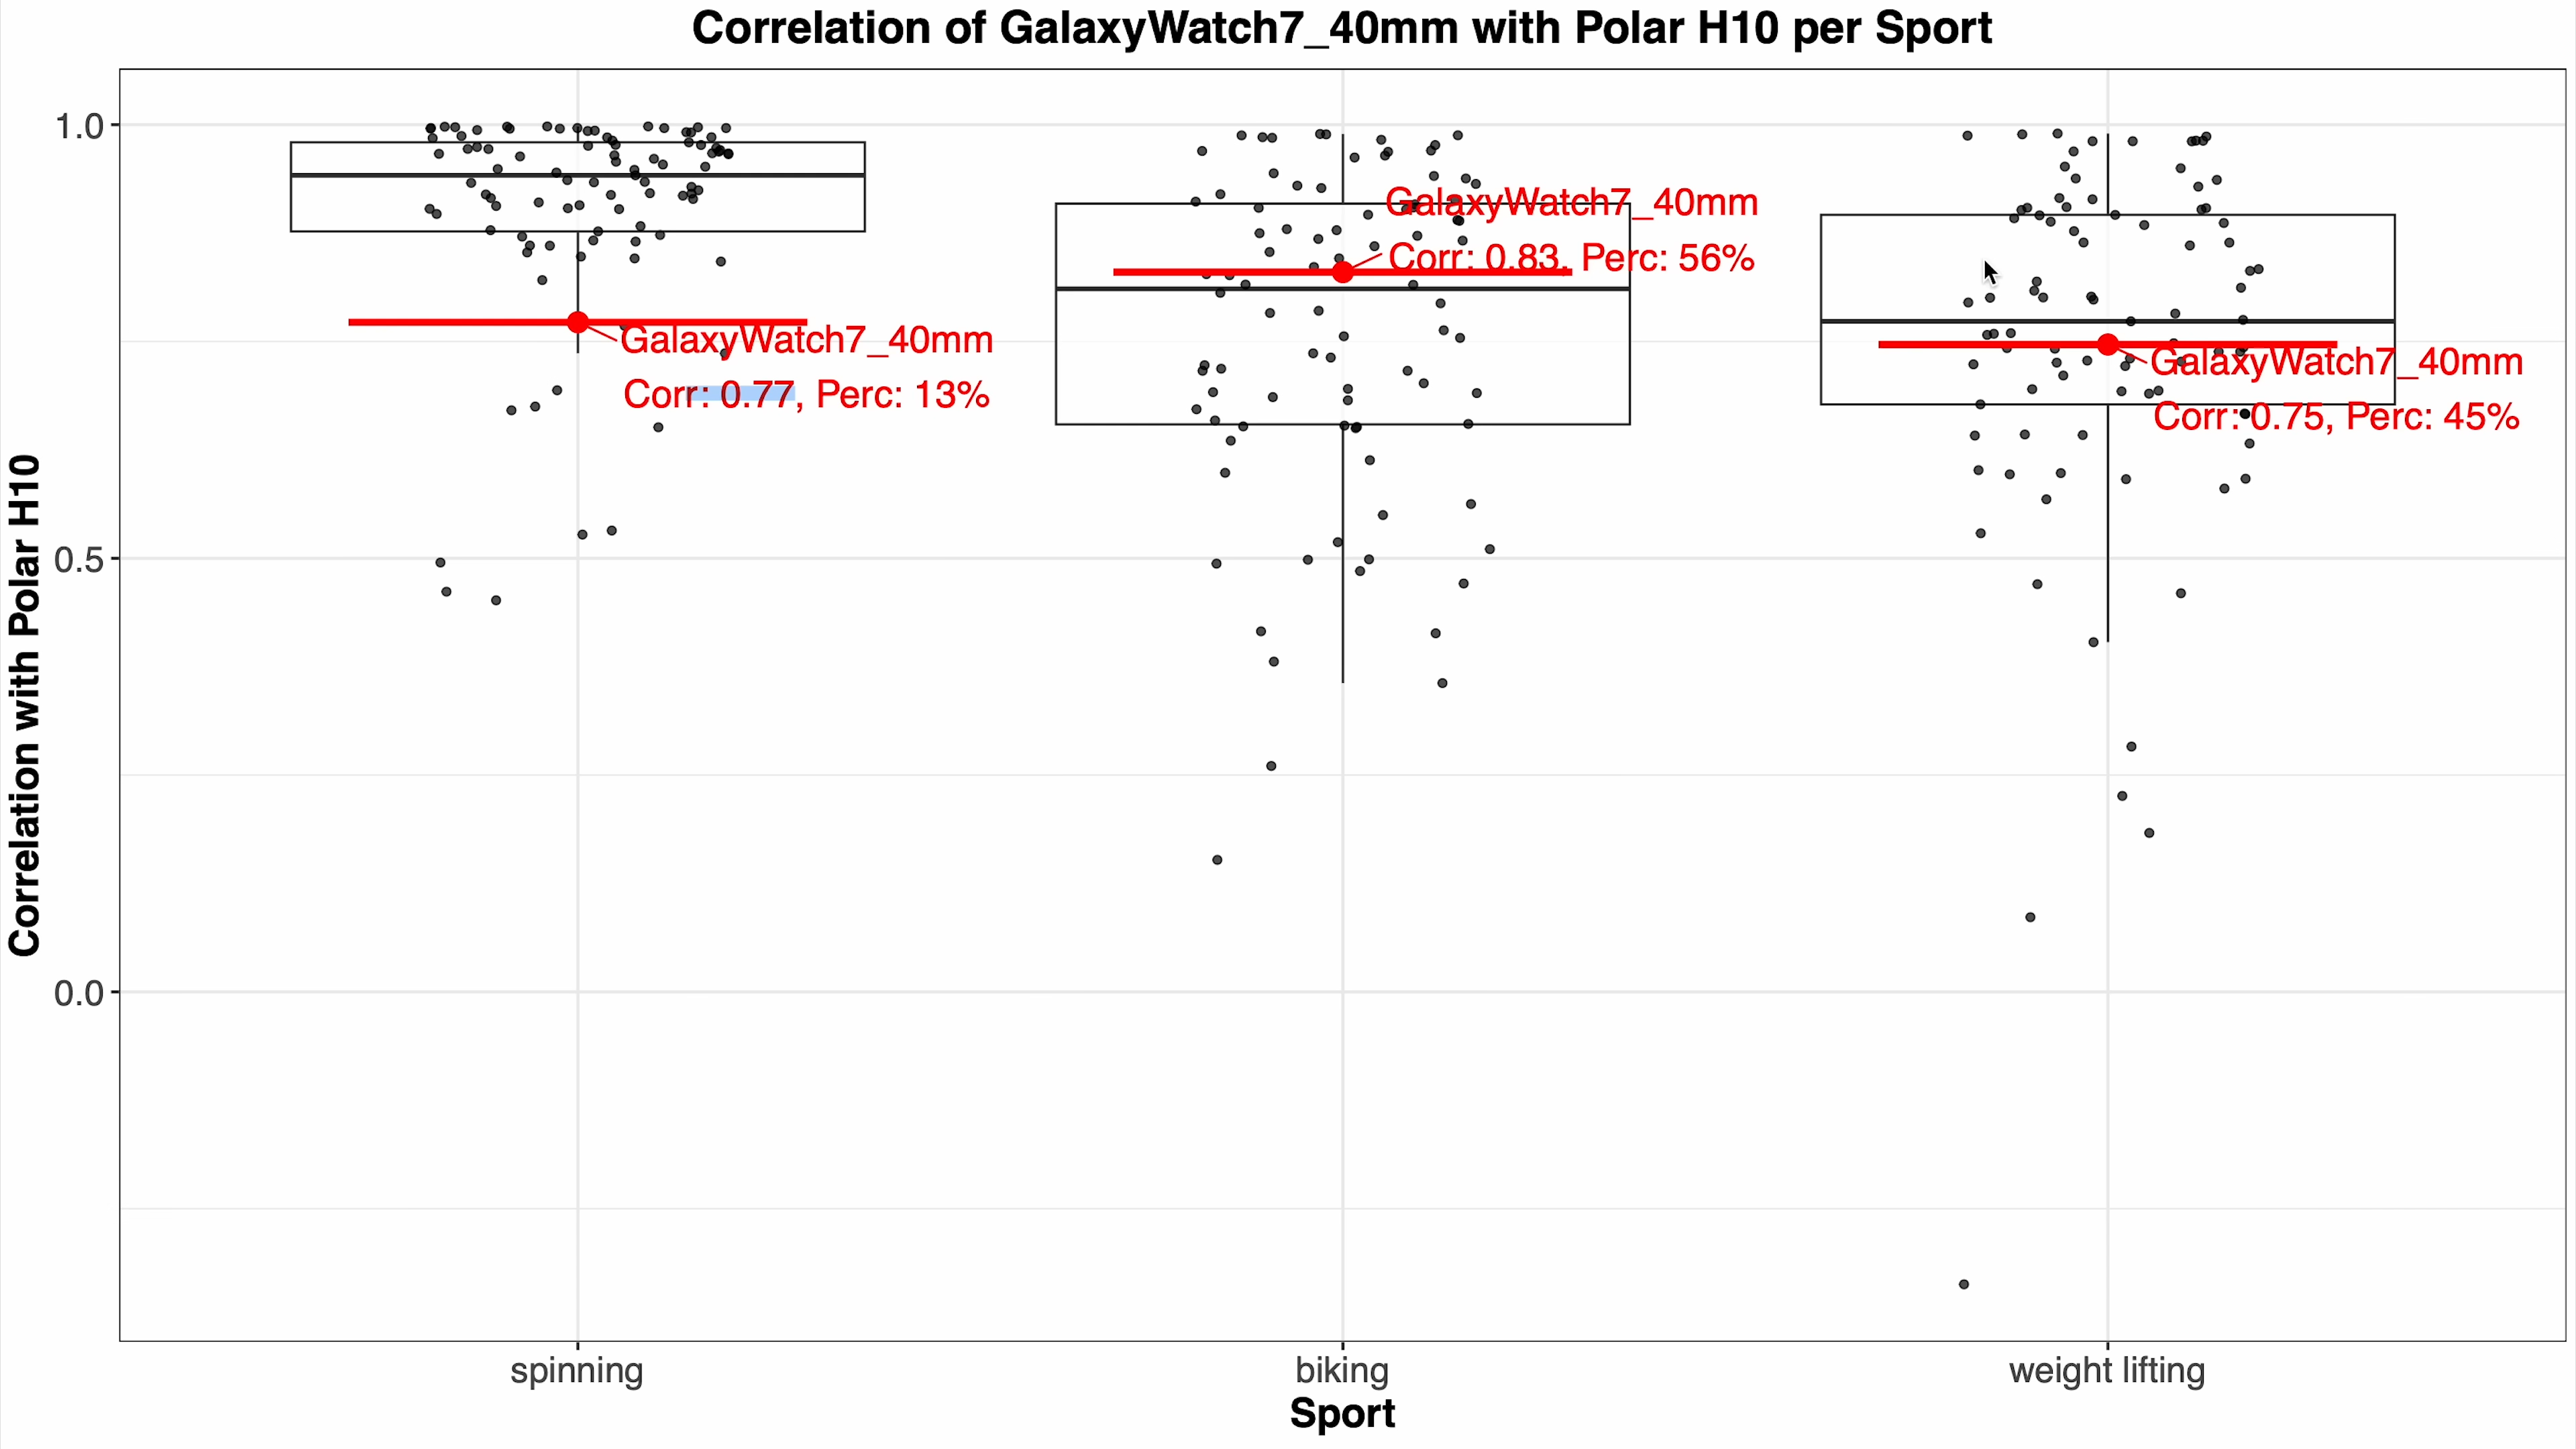 Correlation of GalaxyWatch7_40mm with Polar H10 per Sport
Correlation with Polar H10
1.0
0.5
0.0
GalaxyWatch7_40mm
Corr: 0.77, Perc: 13%
GalaxyWatch7_40mm
Corr: 0.83, Perc: 56%
GalaxyWatch7_40mm
Corr: 0.75, Perc: 45%
spinning
biking
weight lifting
Sport